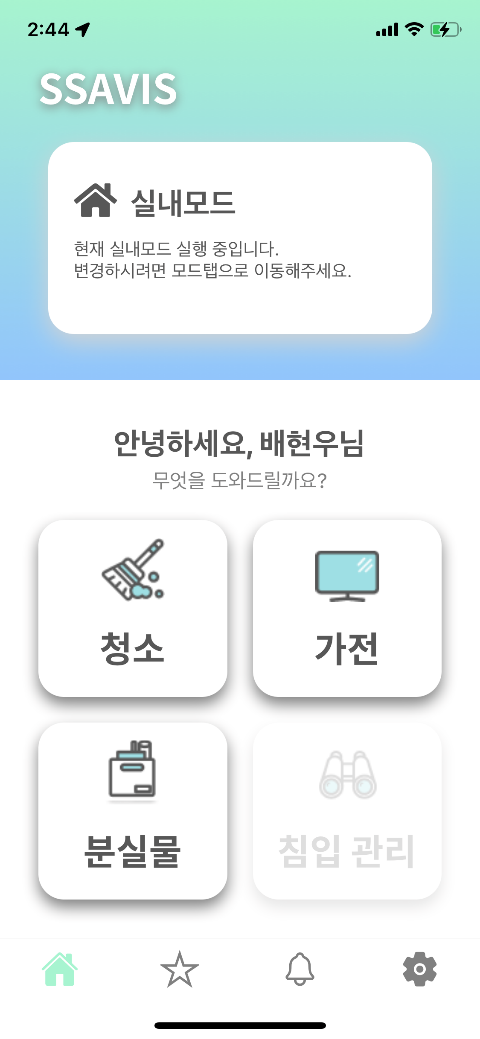 2:44
SSAVIS
실내모드
현재 실내모드 실행 중입니다.
변경하시려면 모드탭으로 이동해주세요.
안녕하세요, 배현우님
무엇을 도와드릴까요?
청소
가전
분실물
침입 관리